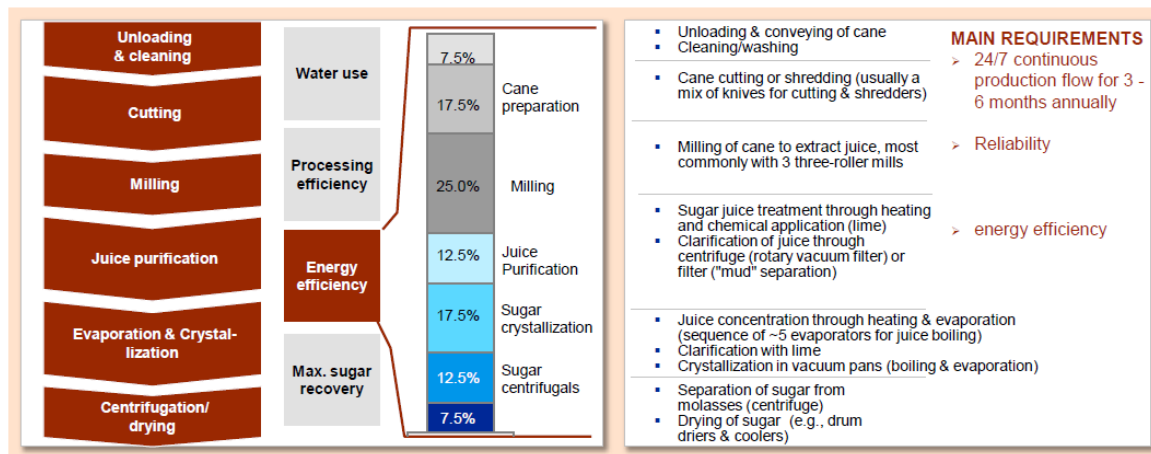 Unloading
& cleaning
Cutting
Milling
Juice purification
Evaporation & Crystal-
lization
Centrifugation/
drying
Water use
Processing
efficiency
Energy
efficiency
Max. sugar
recovery
7.5%
17.5%
25.0%
12.5%
17.5%
12.5%
7.5%
Cane
preparation
Milling
Juice
Purification
Sugar
crystallization
Sugar
centrifugals
▪ Unloading & conveying of cane
▪ Cleaning/washing
▪ Cane cutting or shredding (usually a
mix of knives for cutting & shredders)
▪ Milling of cane to extract juice, most
commonly with 3 three-roller mills
▪ Sugar juice treatment through heating
and chemical application (lime)
▪ Clarification of juice through
centrifuge (rotary vacuum filter) or
filter ("mud" separation)
▪ Juice concentration through heating & evaporation
(sequence of ~5 evaporators for juice boiling)
▪ Clarification with lime
▪ Crystallization in vacuum pans (boiling & evaporation)
▪ Separation of sugar from
molasses (centrifuge)
▪ Drying of sugar (e.g., drum
driers & coolers)
MAIN REQUIREMENTS
➢ 24/7 continuous
production flow for 3 -
6 months annually
➢ Reliability
➢ energy efficiency